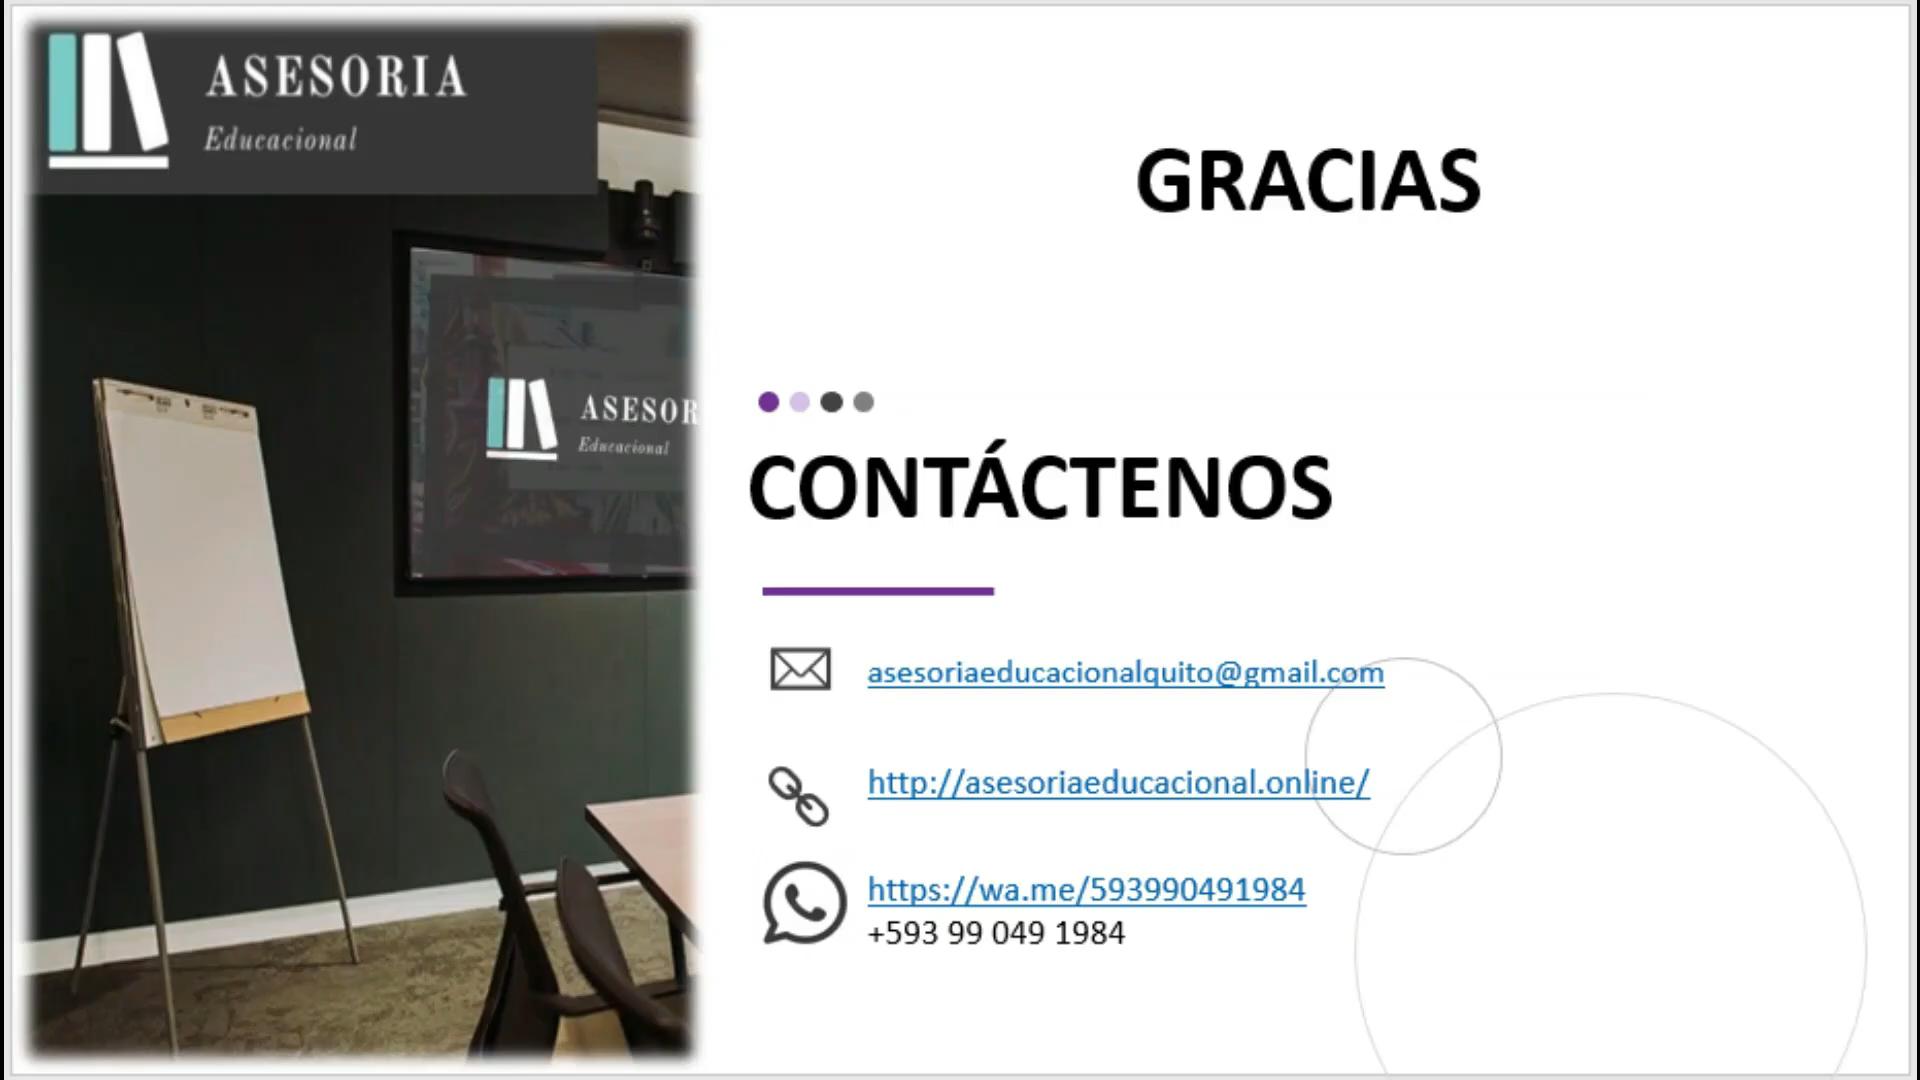 ASESORIA
Educacional
GRACIAS
ASESOR
Educacional
CONTÁCTENOS
asesoriaeducacionalquito@gmail.com
http://asesoriaeducacional.online/
https://wa.me/593990491984
+593 99 049 1984